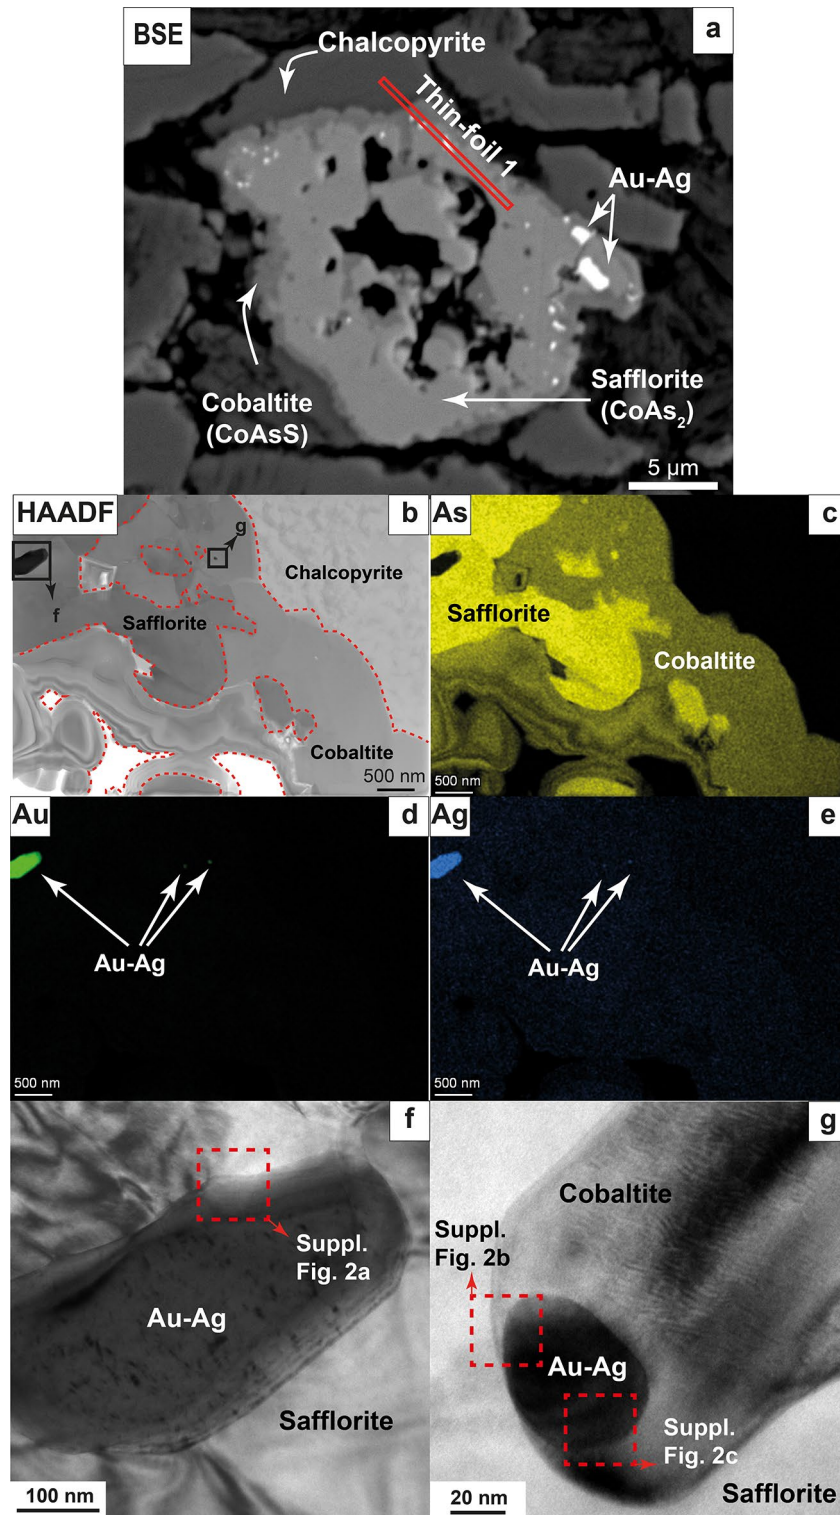 BSE
a
Chalcopyrite
Thin-foil 1
Au-Ag
Cobaltite
(CoAsS)
Safflorite
(CoAs₂)
5 µm
HAADF
b
g
Chalcopyrite
f
Safflorite
Cobaltite
500 nm
As
c
Safflorite
Cobaltite
500 nm
Au
d
Au-Ag
500 nm
Ag
e
Au-Ag
500 nm
f
Suppl.
Fig. 2a
Au-Ag
Safflorite
100 nm
g
Cobaltite
Suppl.
Fig. 2b
Au-Ag
Suppl.
Fig. 2c
Safflorite
20 nm